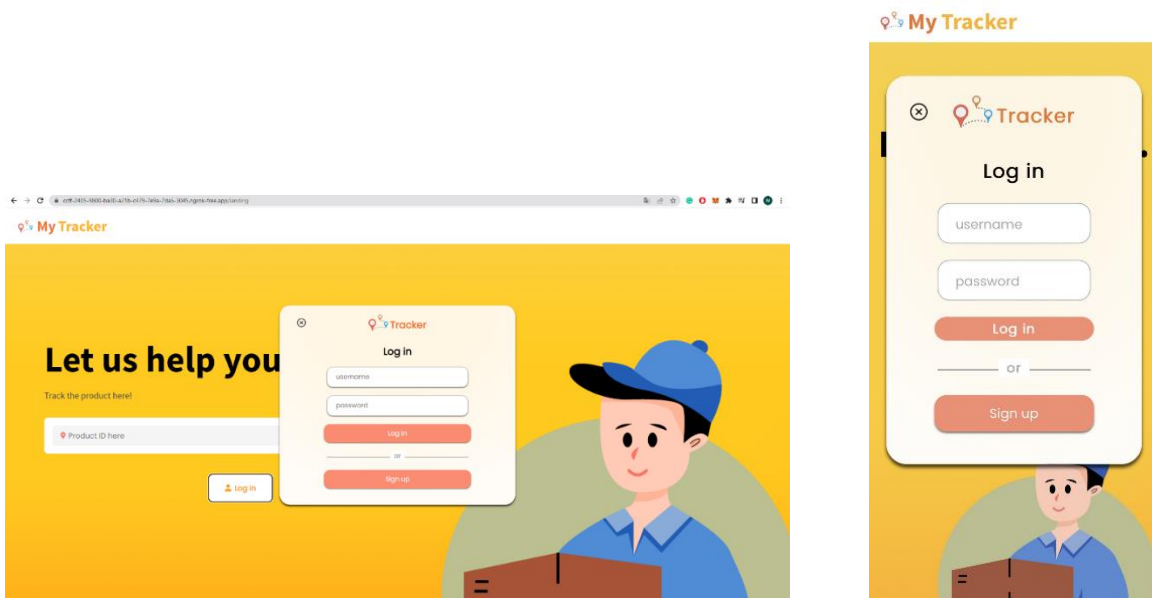 My Tracker
Let us help you
Track the product here!
Product ID here
Log in
Tracker
Log in
username
password
Log in
or
Sign up
My Tracker
Tracker
Log in
username
password
Log in
or
Sign up